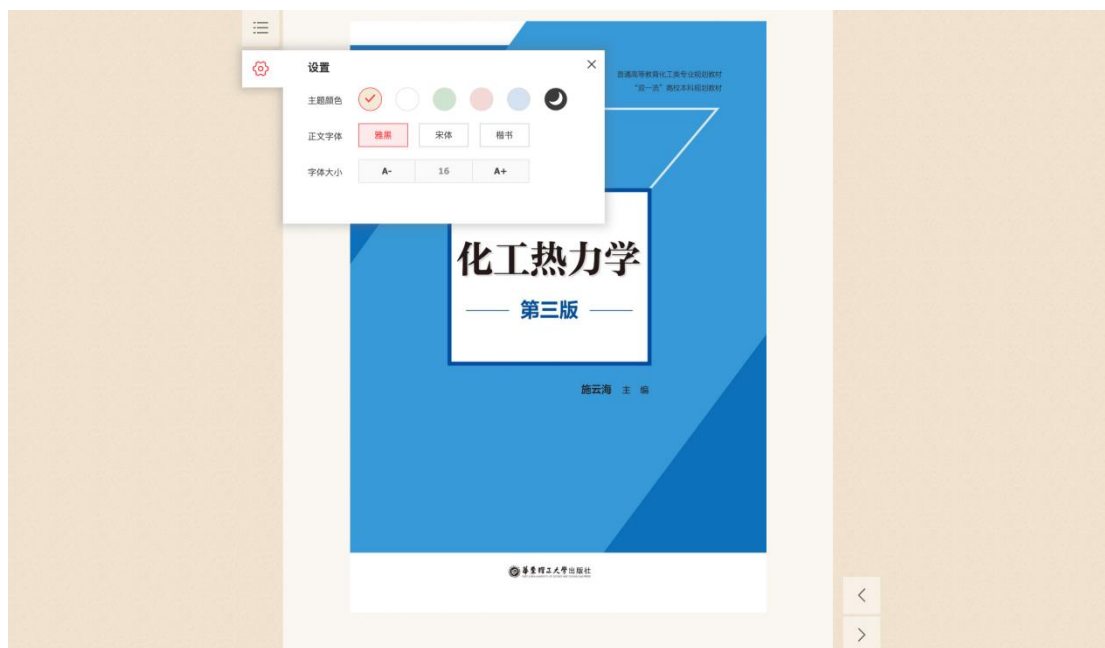 设置
主题颜色
正文字体 雅黑 宋体 楷书
字体大小 A- 16 A+
普通高等教育化工类专业规划教材
“双一流”高校本科规划教材
化工热力学
第三版
施云海 主 编
華東理工大學出版社